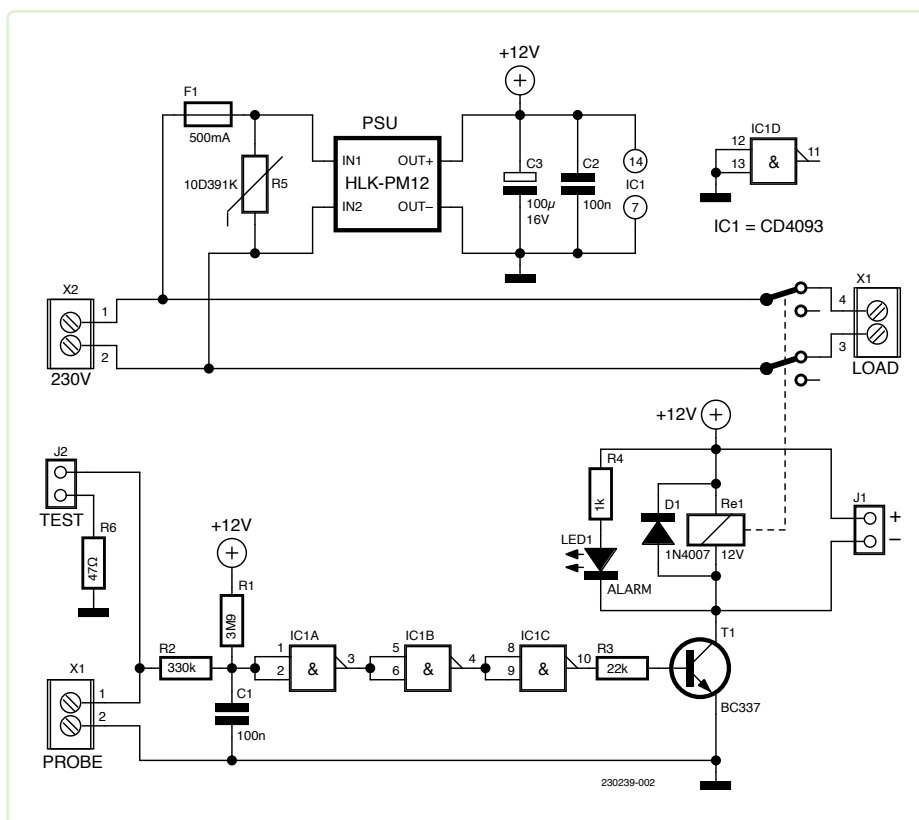 +12V
F1
500mA
PSU
IN1
OUT+
HLK-PM12
IN2
OUT–
10D391K
R5
C3
100µ
16V
C2
100n
14
IC1
7
IC1D
12
13
&
11
IC1 = CD4093
X2
1
2
230V
X1
4
3
LOAD
+12V
J2
TEST
R6
47Ω
+12V
R1
3M9
R4
1k
LED1
ALARM
D1
1N4007
Re1
12V
J1
+
–
X1
1
2
PROBE
R2
330k
C1
100n
IC1A
1
2
&
3
IC1B
5
6
&
4
IC1C
8
9
&
10
R3
22k
T1
BC337
230239-002